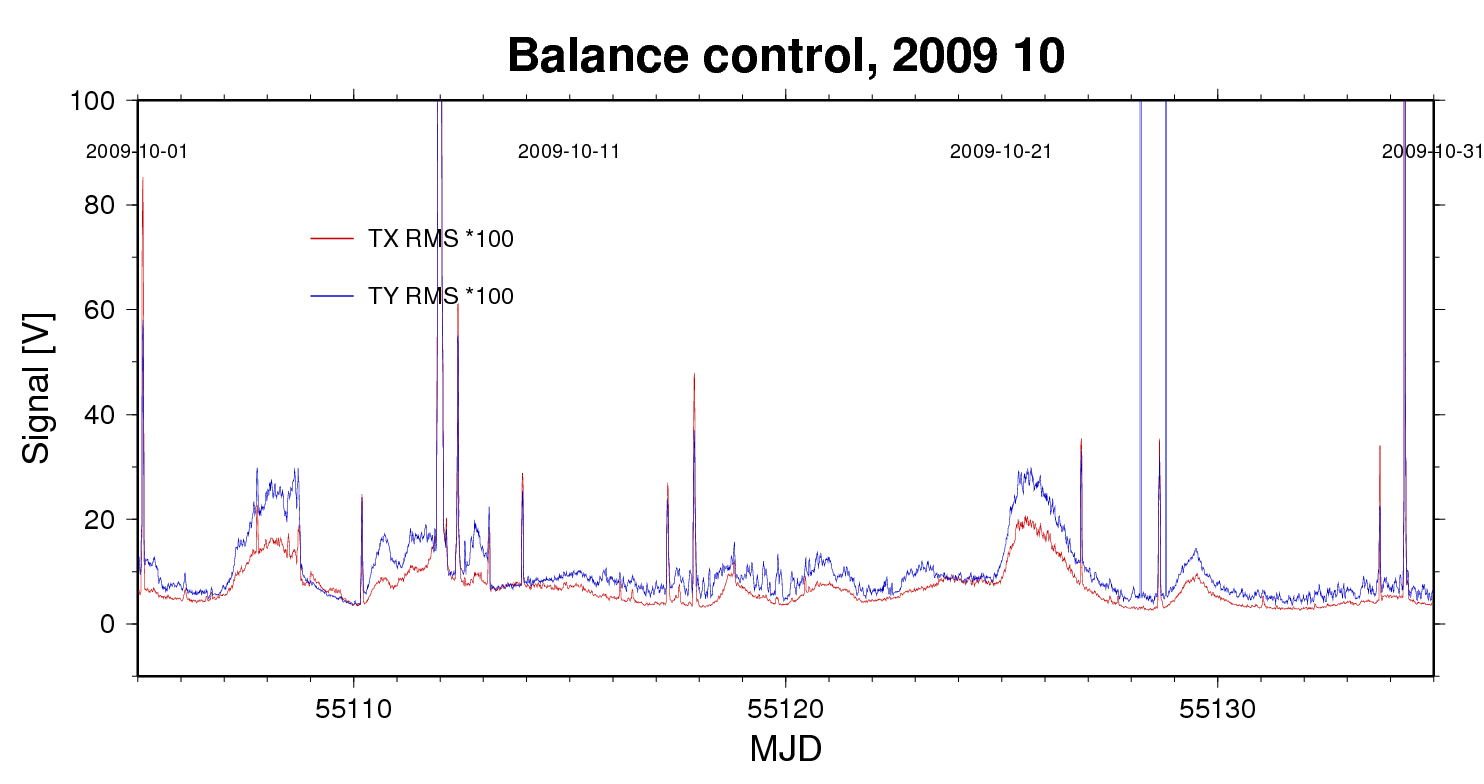 Balance control, 2009 10
100
2009-10-01 2009-10-11 2009-10-21 2009-10-31
80
TX RMS *100
TY RMS *100
60
40
20
0
Signal [V]
55110 55120 55130
MJD